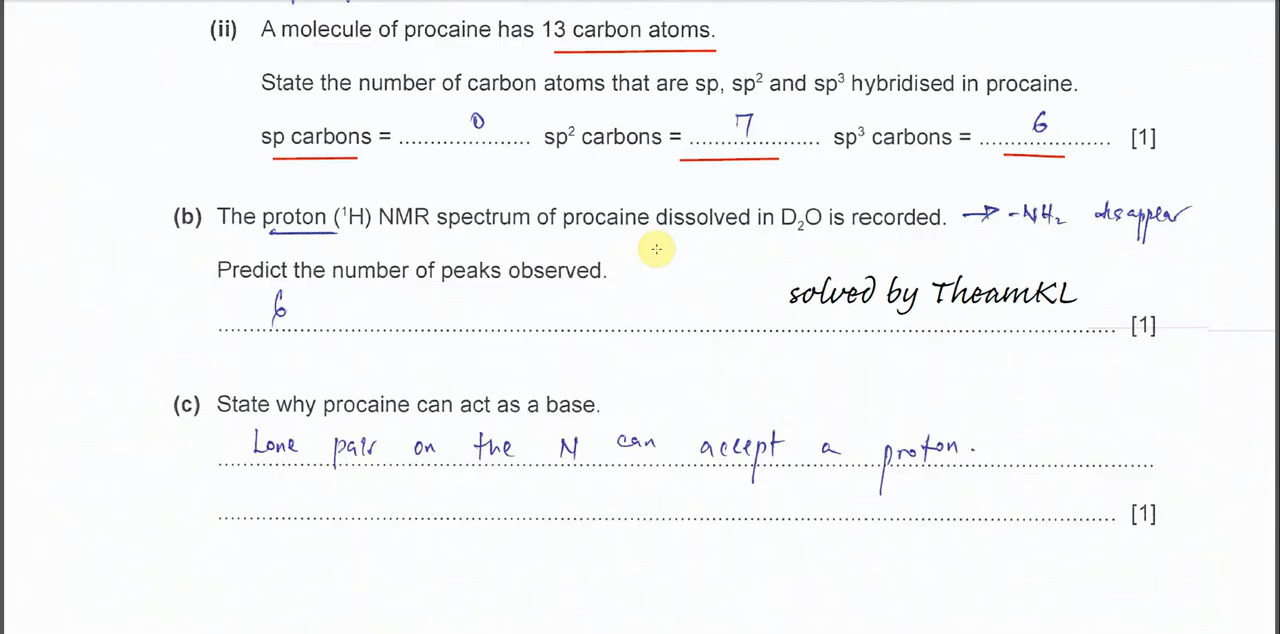 (ii) A molecule of procaine has 13 carbon atoms.
State the number of carbon atoms that are sp, sp² and sp³ hybridised in procaine.
sp carbons = ..... 0 ..... sp² carbons = ..... 7 ..... sp³ carbons = ..... 6 ..... [1]
(b) The proton (¹H) NMR spectrum of procaine dissolved in D₂O is recorded. → -NH₂ disappear
Predict the number of peaks observed.
solved by TheamKL
6 ..... [1]
(c) State why procaine can act as a base.
Lone pair on the N can accept a proton.
..... [1]